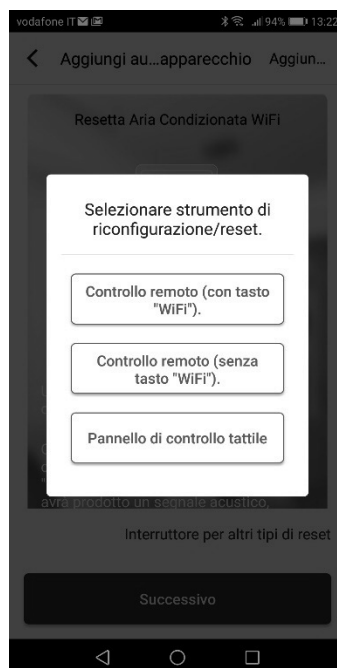 vodafone IT 94% 13:22
Aggiungi au...apparecchio Aggiun...
Resetta Aria Condizionata WiFi
Selezionare strumento di
riconfigurazione/reset.
Controllo remoto (con tasto
"WiFi").
Controllo remoto (senza
tasto "WiFi").
Pannello di controllo tattile
avrà prodotto un segnale acustico,
Interruttore per altri tipi di reset
Successivo